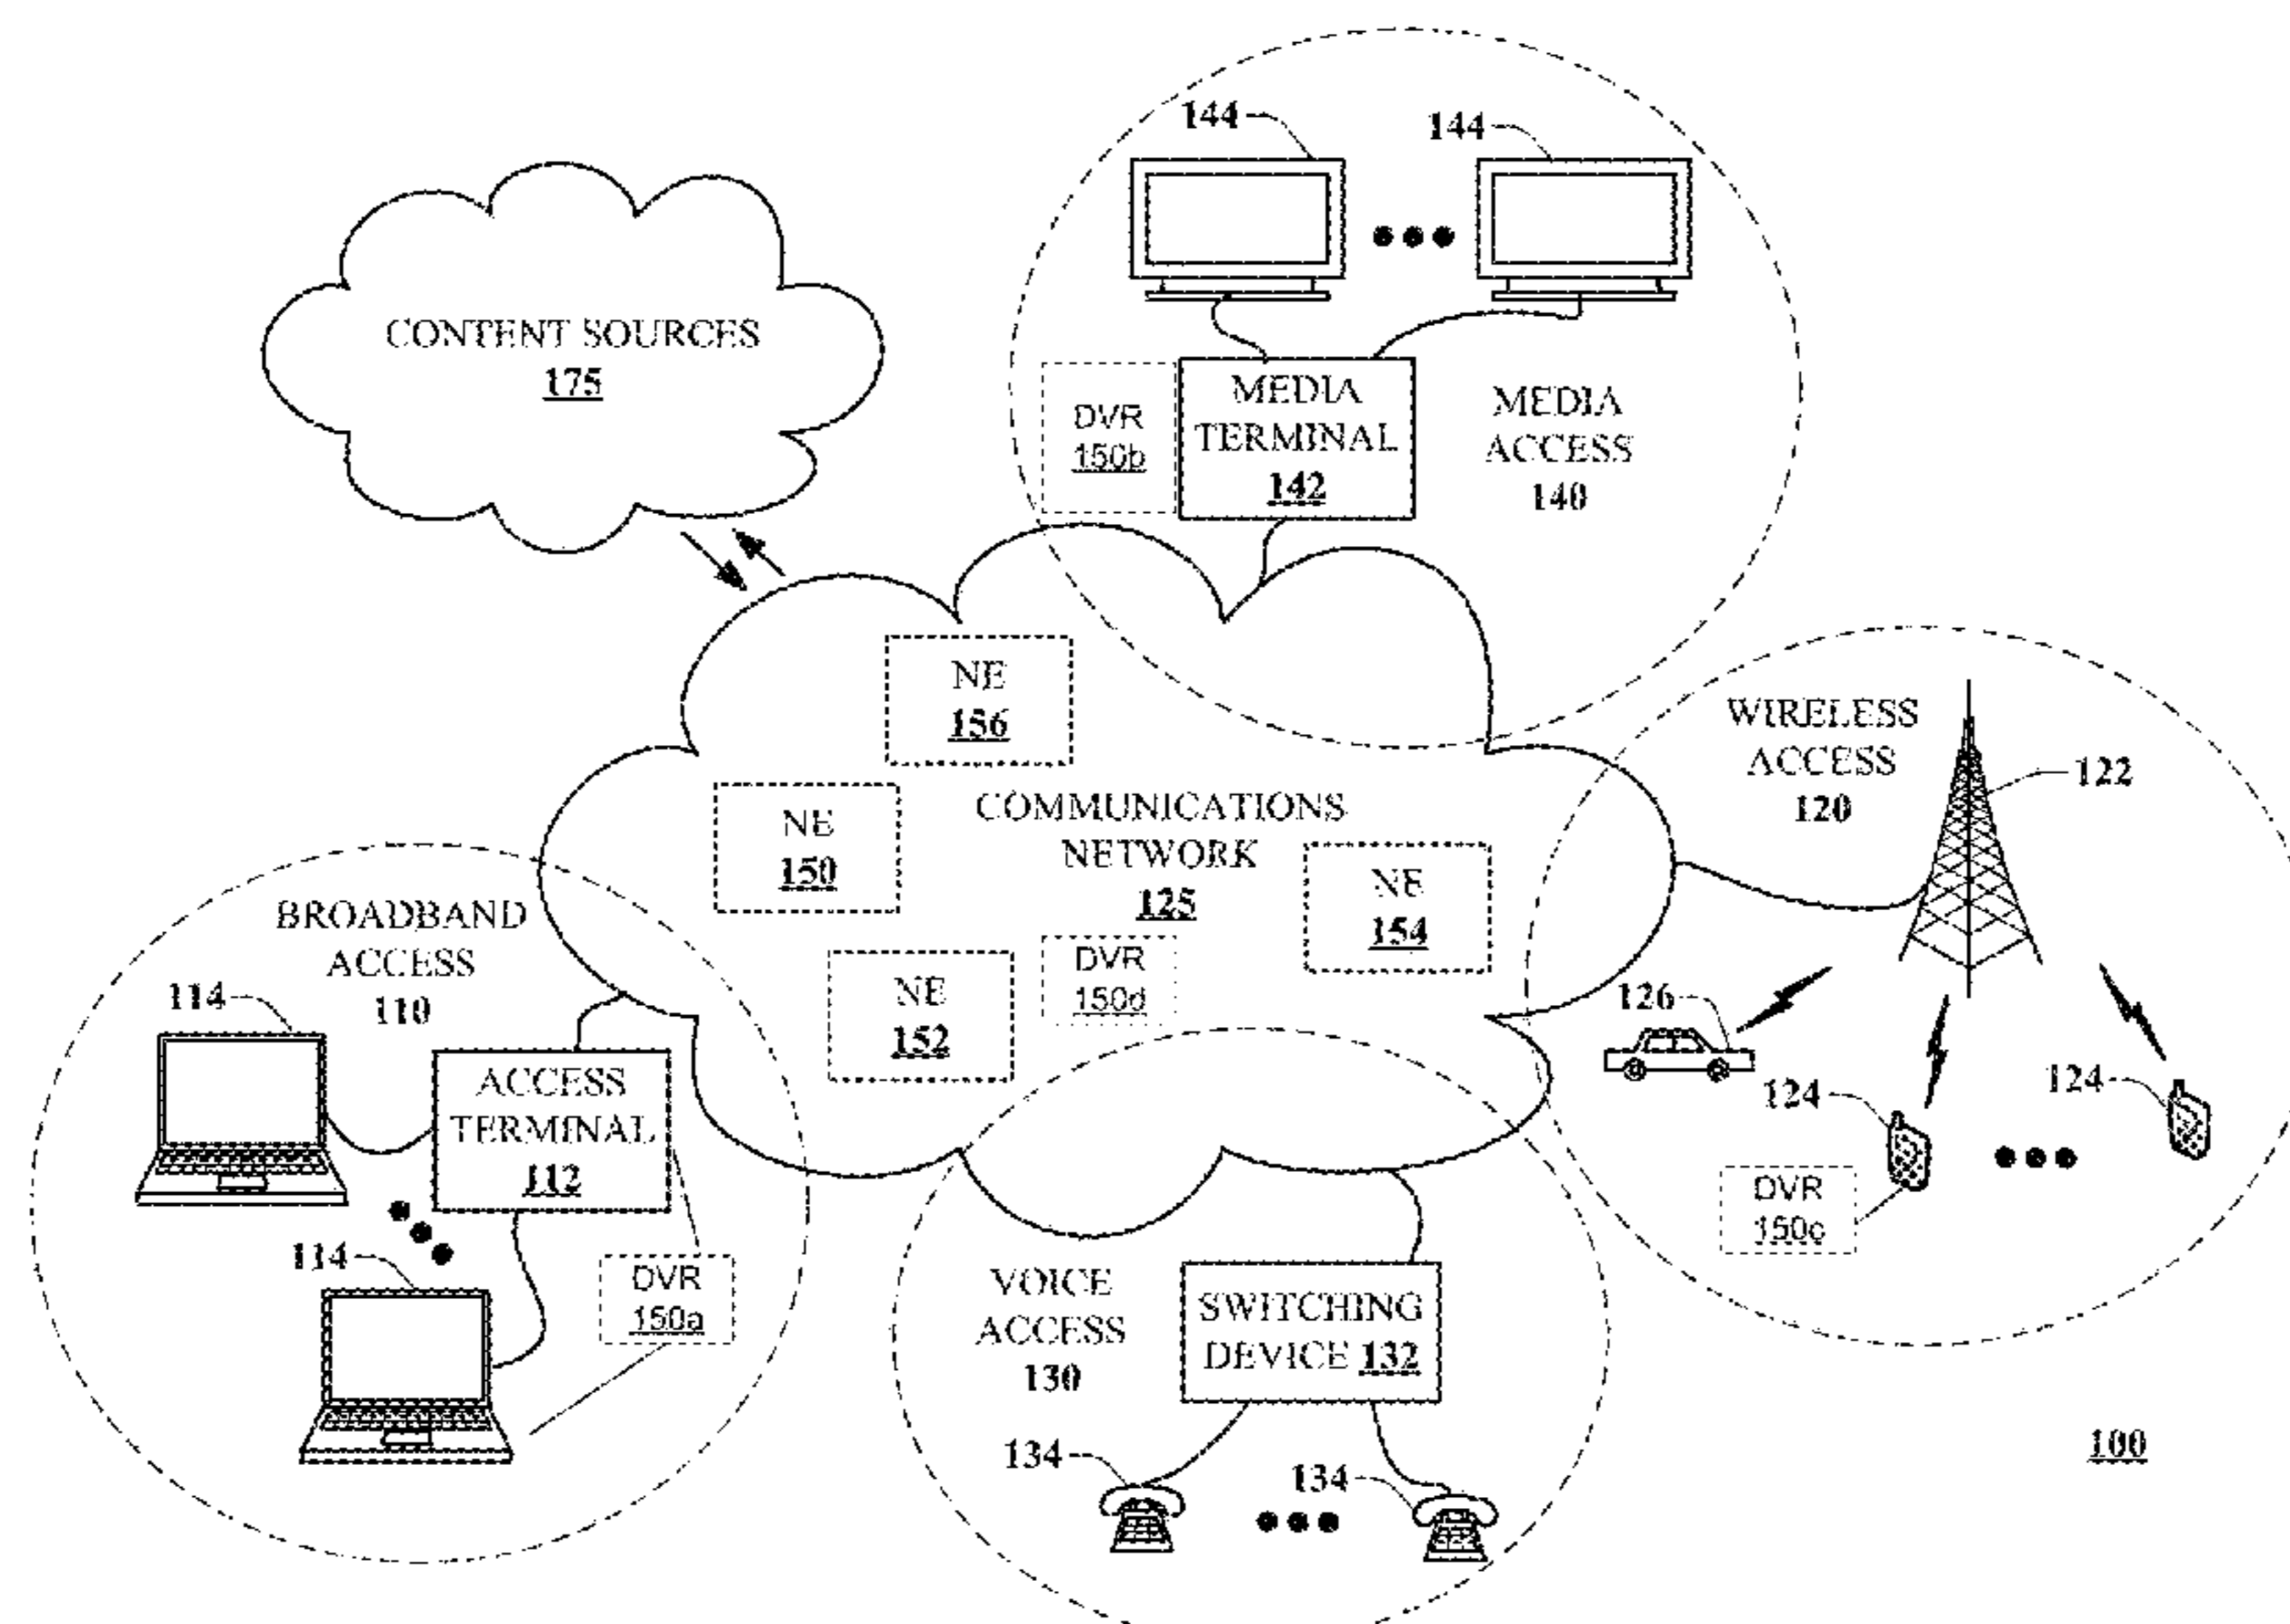 144
144
CONTENT SOURCES
175
DVR
150b
MEDIA
TERMINAL
142
MEDIA
ACCESS
140
NE
156
WIRELESS
ACCESS
120
122
NE
150
COMMUNICATIONS
NETWORK
125
NE
154
BROADBAND
ACCESS
110
114
NE
152
DVR
150d
126
124
124
ACCESS
TERMINAL
112
DVR
150c
114
DVR
150a
VOICE
ACCESS
130
SWITCHING
DEVICE 132
134
134
100